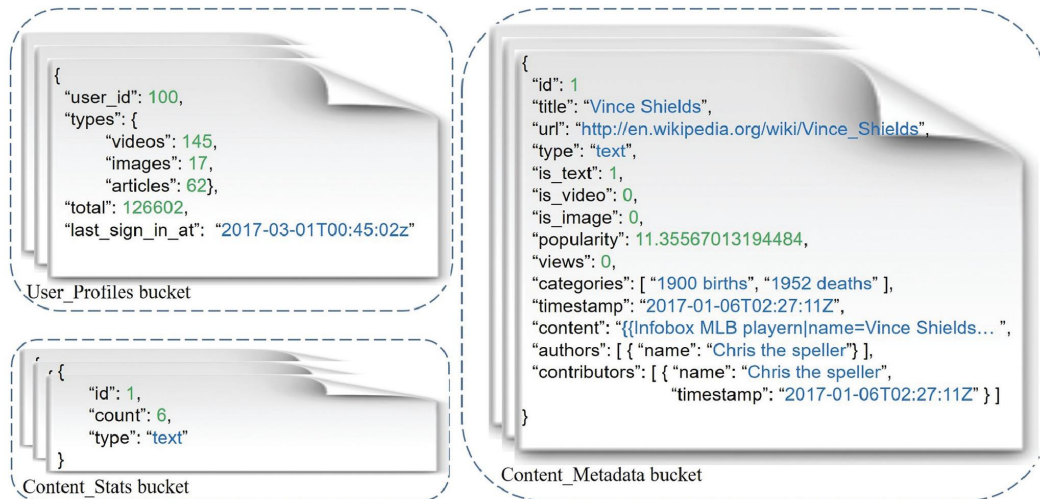 {
“user_id”: 100,
“types”: {
“videos”: 145,
“images”: 17,
“articles”: 62},
“total”: 126602,
“last_sign_in_at”: “2017-03-01T00:45:02z”
User_Profiles bucket
{
“id”: 1,
“count”: 6,
“type”: “text”
}
Content_Stats bucket
{
“id”: 1
“title”: “Vince Shields”,
“url”: “http://en.wikipedia.org/wiki/Vince_Shields”,
“type”: “text”,
“is_text”: 1,
“is_video”: 0,
“is_image”: 0,
“popularity”: 11.35567013194484,
“views”: 0,
“categories”: [ “1900 births”, “1952 deaths” ],
“timestamp”: “2017-01-06T02:27:11Z”,
“content”: “{{Infobox MLB playern|name=Vince Shields... ”,
“authors”: [ { “name”: “Chris the speller”} ],
“contributors”: [ { “name”: “Chris the speller”,
“timestamp”: “2017-01-06T02:27:11Z” } ]
}
Content_Metadata bucket